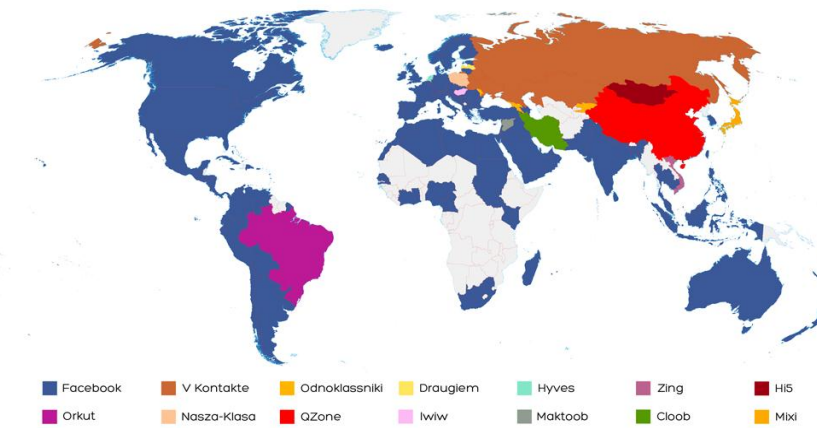 Facebook V Kontakte Odnoklassniki Draugiem Hyves Zing Hi5
Orkut Nasza-Klasa QZone Iwiw Maktoob Cloob Mixi